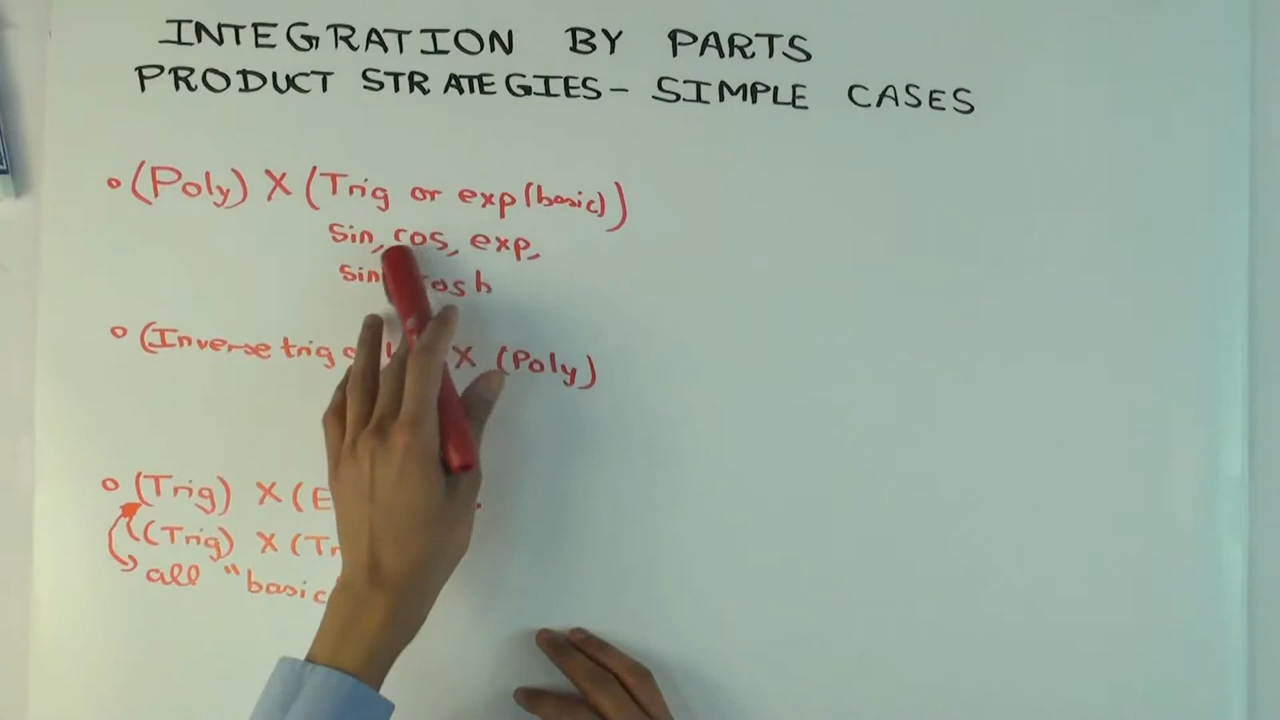 INTEGRATION BY PARTS
PRODUCT STRATEGIES - SIMPLE CASES
(Poly) X (Trig or exp (basic))
sin, cos, exp,
sin cosh
(Inverse trig X (Poly)
(Trig) X (E
(Trig) X (Tr
all "basic